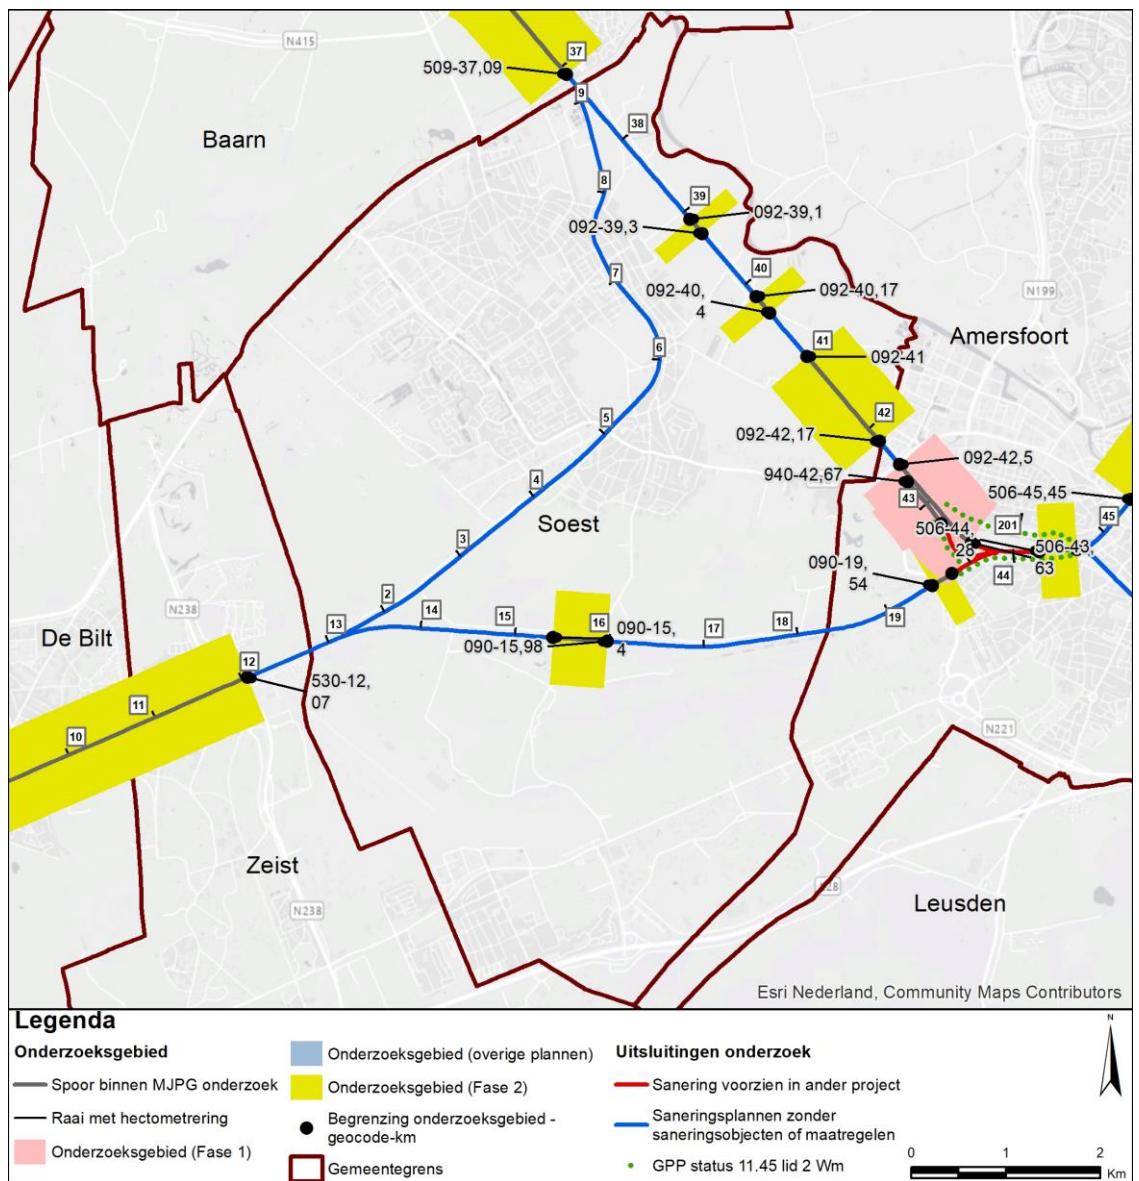 N415
37
509-37,09
9
Baarn
38
8
39
092-39,1
092-39,3
7
40
092-40,
4
092-40,17
N199
Amersfoort
6
41
092-41
5
42
092-42,17
092-42,5
4
940-42,67
43
506-45,45
Soest
506-44,
28
201
45
3
506-43,
63
090-19,
54
44
N238
2
De Bilt
13
14
15
16
090-15,
4
090-15,98
17
18
19
12
530-12,
07
11
10
N221
Zeist
N238
Leusden
Esri Nederland, Community Maps Contributors
Legenda
Onderzoeksgebied
Spoor binnen MJPG onderzoek
Raai met hectometrering
Onderzoeksgebied (Fase 1)
Onderzoeksgebied (overige plannen)
Onderzoeksgebied (Fase 2)
Begrenzing onderzoeksgebied -
geocode-km
Gemeentegrens
Uitsluitingen onderzoek
Sanering voorzien in ander project
Saneringsplannen zonder
saneringsobjecten of maatregelen
GPP status 11.45 lid 2 Wm
N
0
1
2
Km